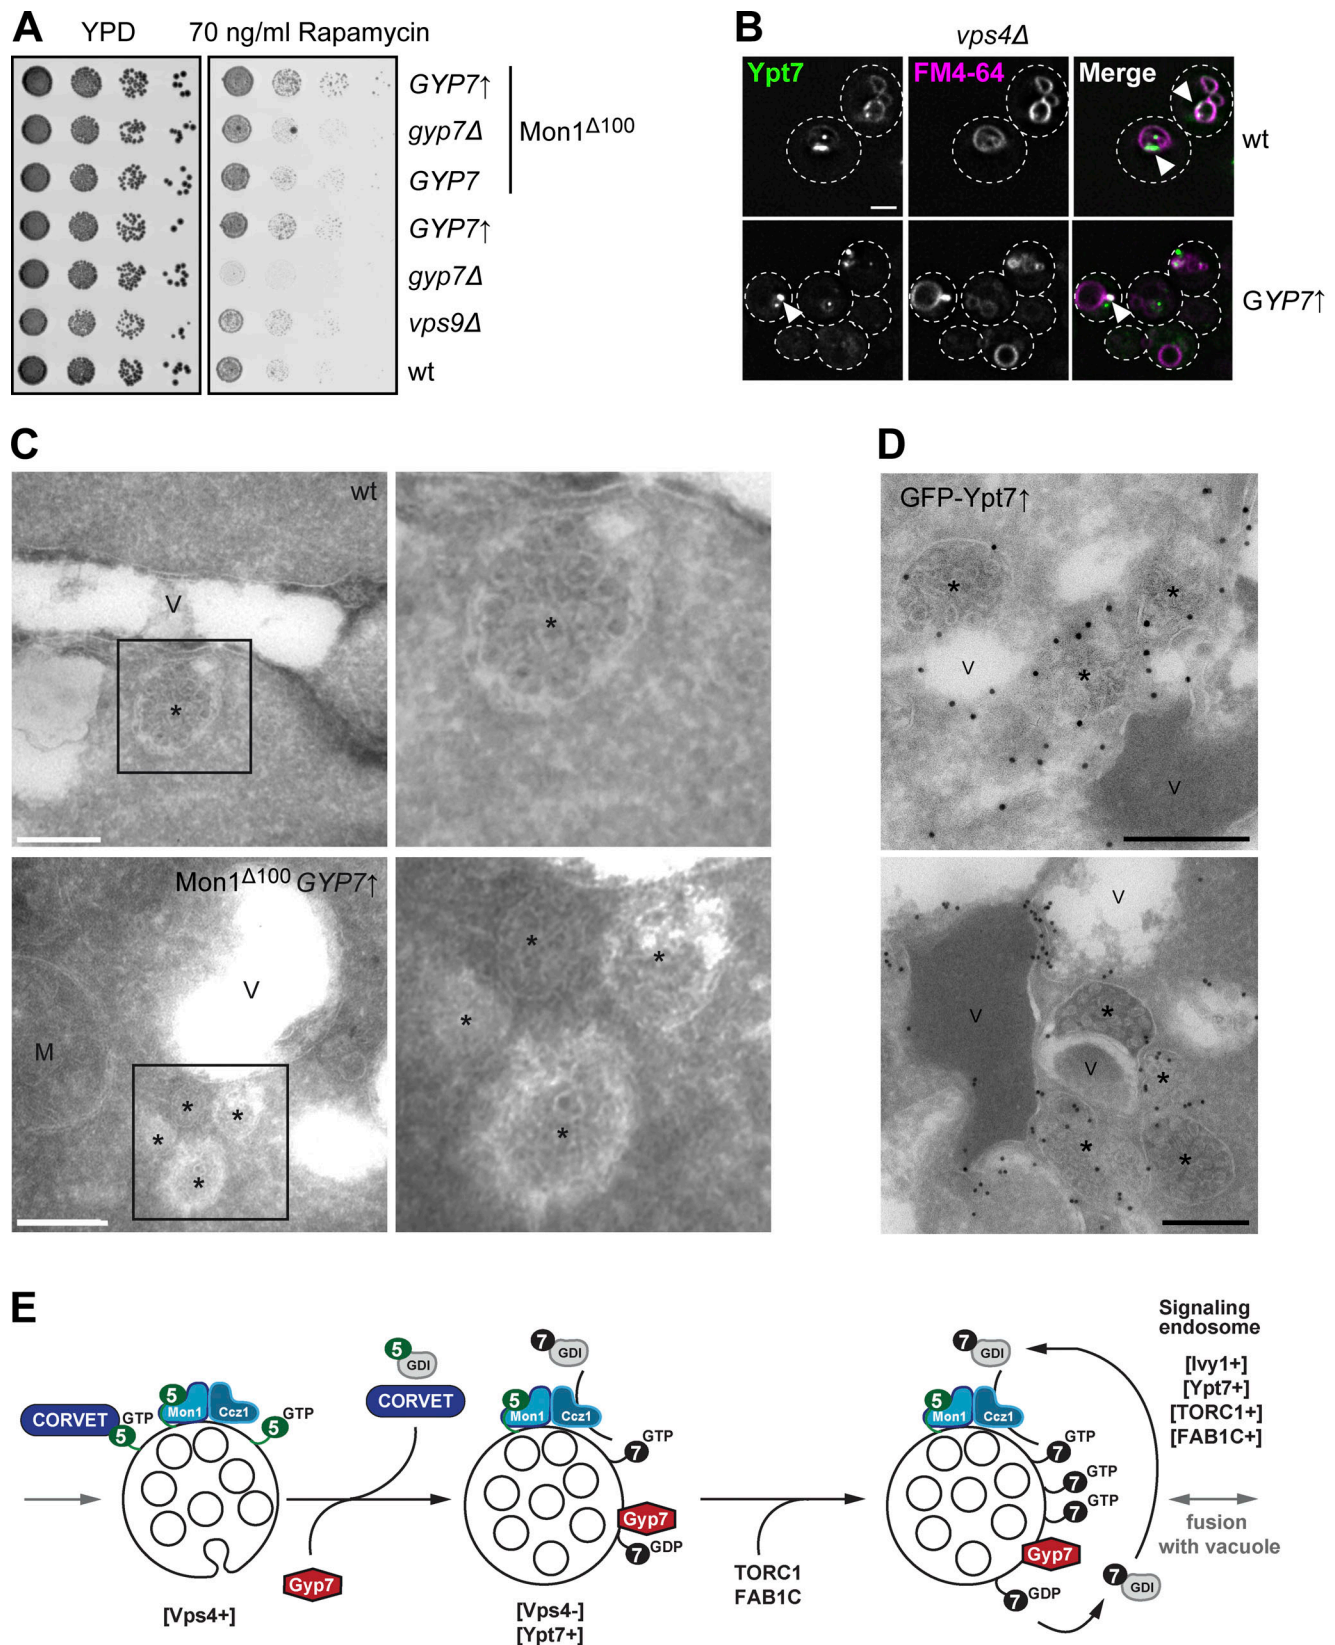 A
YPD
70 ng/ml Rapamycin
GYP7↑
gyp7Δ
GYP7
Mon1Δ100
GYP7↑
gyp7Δ
vps9Δ
wt
B
vps4Δ
Ypt7
FM4-64
Merge
wt
GYP7↑
C
wt
V
*
*
Mon1Δ100 GYP7↑
V
M
*
*
*
*
*
*
*
*
D
GFP-Ypt7↑
*
*
V
*
V
V
V
*
V
*
*
*
E
CORVET
5
GTP
5
Mon1
Ccz1
GTP
5
[Vps4+]
5
GDI
CORVET
Gyp7
7
GDI
5
Mon1
Ccz1
GTP
7
Gyp7
7
GDP
[Vps4-]
[Ypt7+]
TORC1
FAB1C
7
GDI
5
Mon1
Ccz1
GTP
7
GTP
7
GTP
7
Gyp7
7
GDP
7
GDI
Signaling
endosome
[Ivy1+]
[Ypt7+]
[TORC1+]
[FAB1C+]
fusion
with vacuole